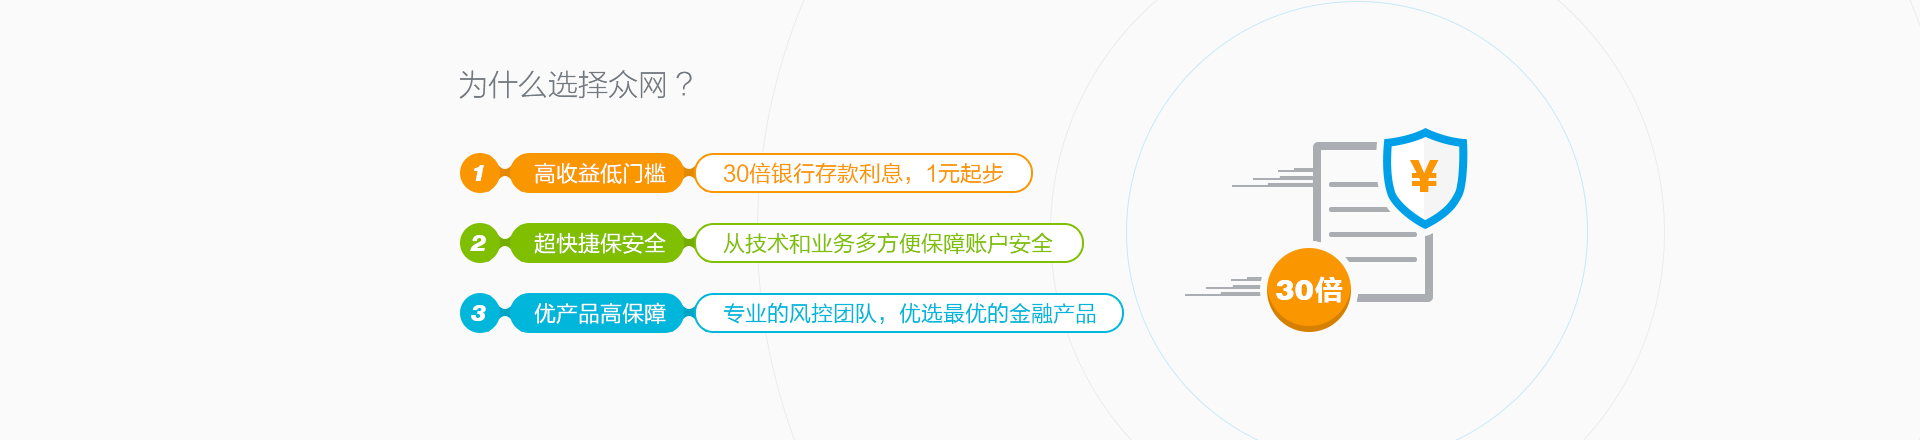 为什么选择众网？
1 高收益低门槛 30倍银行存款利息，1元起步
2 超快捷保安全 从技术和业务多方便保障账户安全
3 优产品高保障 专业的风控团队，优选最优的金融产品
¥
30倍